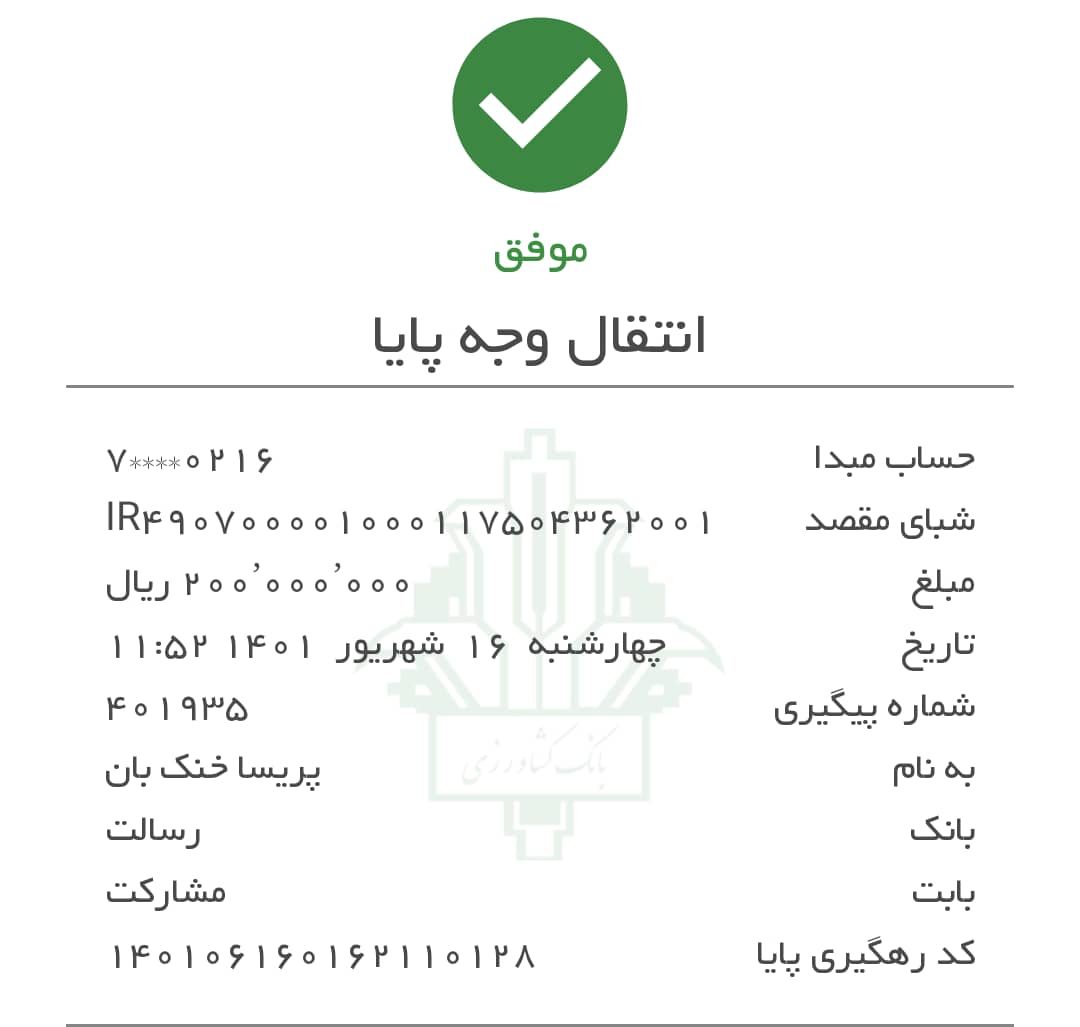 موفق
انتقال وجه پایا
حساب مبدا ۷****۰۲۱۶
شبای مقصد IR۴۹۰۷۰۰۰۰۱۰۰۰۱۱۷۵۰۴۳۶۲۰۰۱
مبلغ ۲۰۰٬۰۰۰٬۰۰۰ ریال
تاریخ چهارشنبه ۱۶ شهریور ۱۴۰۱ ۱۱:۵۲
شماره پیگیری ۴۰۱۹۳۵
به نام پریسا خنک بان
بانک رسالت
بابت مشارکت
کد رهگیری پایا ۱۴۰۱۰۶۱۶۰۱۶۲۱۱۰۱۲۸
بانک کشاورزی